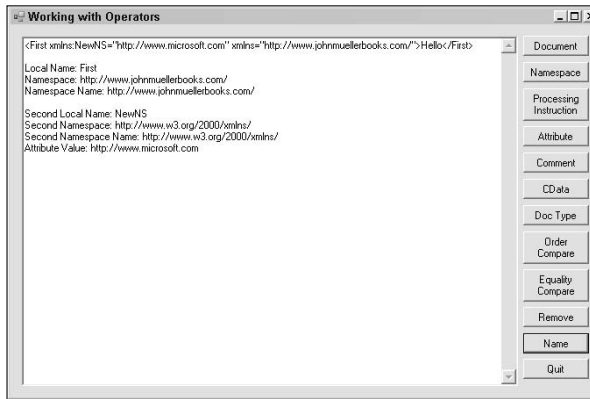 Working with Operators
<First xmlns:NewNS="http://www.microsoft.com" xmlns="http://www.johnmuellerbooks.com/">Hello</First>
Local Name: First
Namespace: http://www.johnmuellerbooks.com/
Namespace Name: http://www.johnmuellerbooks.com/
Second Local Name: NewNS
Second Namespace: http://www.w3.org/2000/xmlns/
Second Namespace Name: http://www.w3.org/2000/xmlns/
Attribute Value: http://www.microsoft.com
Document
Namespace
Processing
Instruction
Attribute
Comment
CData
Doc Type
Order
Compare
Equality
Compare
Remove
Name
Quit